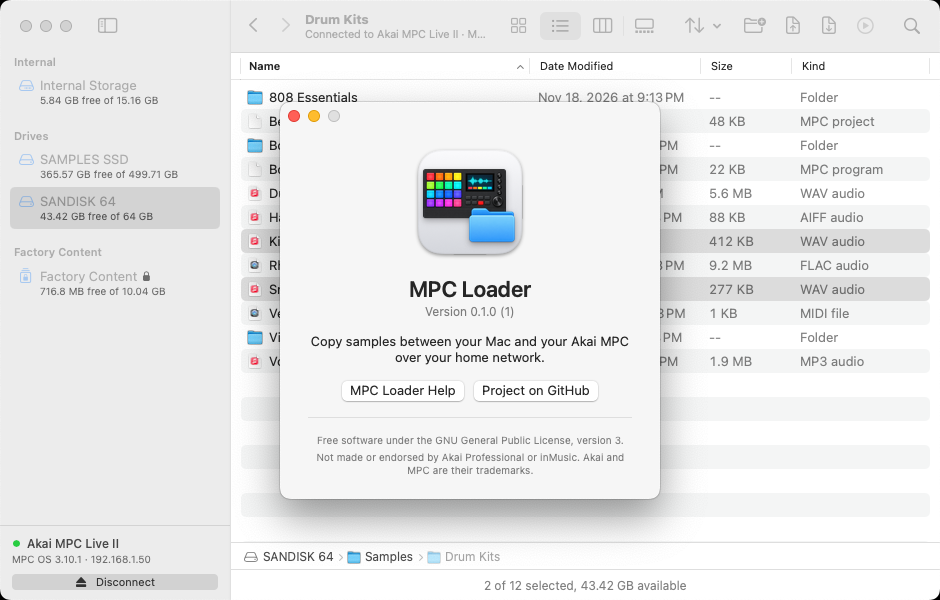 Drum Kits
Connected to Akai MPC Live II · M...
Internal
Internal Storage
5.84 GB free of 15.16 GB
Drives
SAMPLES SSD
365.57 GB free of 499.71 GB
SANDISK 64
43.42 GB free of 64 GB
Factory Content
Factory Content
716.8 MB free of 10.04 GB
Akai MPC Live II
MPC OS 3.10.1 · 192.168.1.50
Disconnect
Name Date Modified Size Kind
808 Essentials Nov 18, 2026 at 9:13 PM -- Folder
48 KB MPC project
PM -- Folder
PM 22 KB MPC program
5.6 MB WAV audio
PM 88 KB AIFF audio
412 KB WAV audio
PM 9.2 MB FLAC audio
277 KB WAV audio
PM 1 KB MIDI file
PM -- Folder
PM 1.9 MB MP3 audio
MPC Loader
Version 0.1.0 (1)
Copy samples between your Mac and your Akai MPC
over your home network.
MPC Loader Help
Project on GitHub
Free software under the GNU General Public License, version 3.
Not made or endorsed by Akai Professional or inMusic. Akai and
MPC are their trademarks.
SANDISK 64 › Samples › Drum Kits
2 of 12 selected, 43.42 GB available